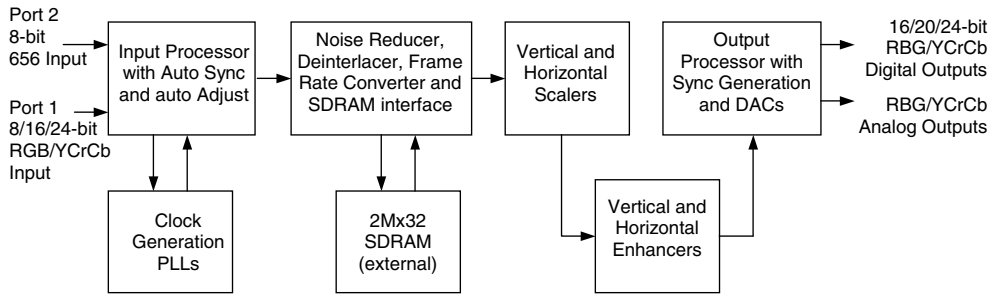 Port 2
8-bit
656 Input
Port 1
8/16/24-bit
RGB/YCrCb
Input
Input Processor
with Auto Sync
and auto Adjust
Noise Reducer,
Deinterlacer, Frame
Rate Converter and
SDRAM interface
Vertical and
Horizontal
Scalers
Output
Processor with
Sync Generation
and DACs
16/20/24-bit
RBG/YCrCb
Digital Outputs
RBG/YCrCb
Analog Outputs
Clock
Generation
PLLs
2Mx32
SDRAM
(external)
Vertical and
Horizontal
Enhancers